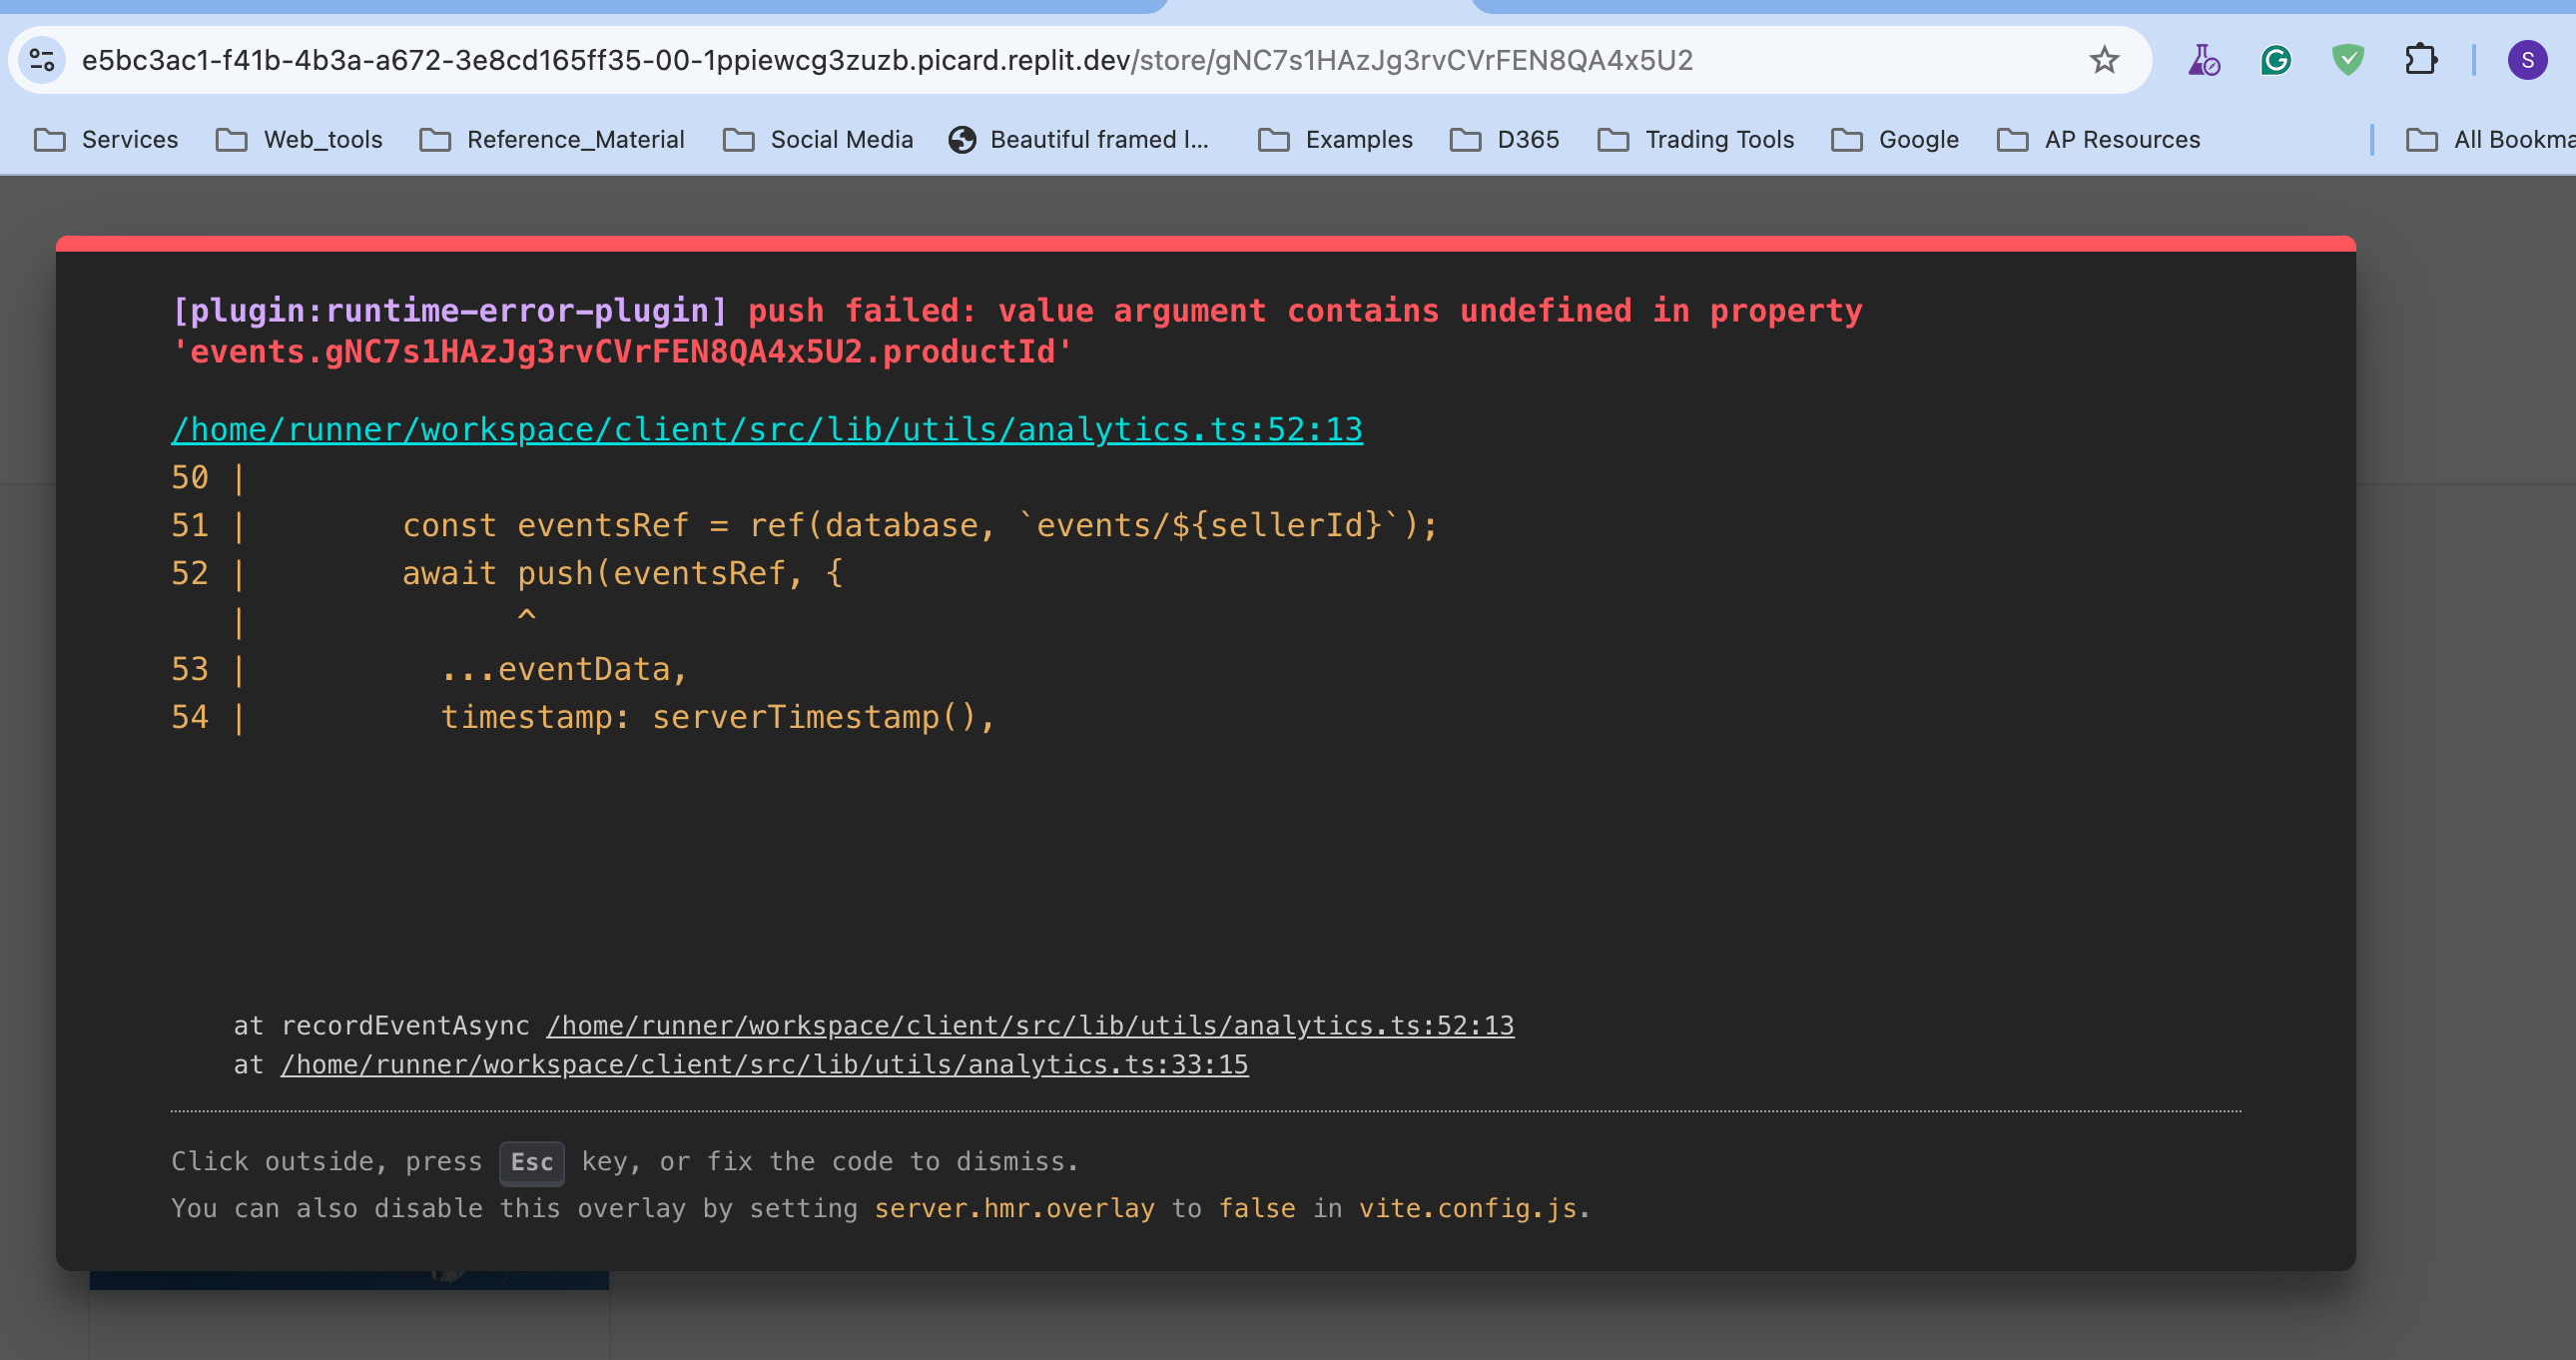 e5bc3ac1-f41b-4b3a-a672-3e8cd165ff35-00-1ppiewcg3zuzb.picard.replit.dev/store/gNC7s1HAzJg3rvCVrFEN8QA4x5U2
S
Services Web_tools Reference_Material Social Media Beautiful framed l... Examples D365 Trading Tools Google AP Resources All Bookma
[plugin:runtime-error-plugin] push failed: value argument contains undefined in property
'events.gNC7s1HAzJg3rvCVrFEN8QA4x5U2.productId'
/home/runner/workspace/client/src/lib/utils/analytics.ts:52:13
50 |
51 |        const eventsRef = ref(database, `events/${sellerId}`);
52 |        await push(eventsRef, {
   |              ^
53 |          ...eventData,
54 |          timestamp: serverTimestamp(),
at recordEventAsync /home/runner/workspace/client/src/lib/utils/analytics.ts:52:13
at /home/runner/workspace/client/src/lib/utils/analytics.ts:33:15
Click outside, press Esc key, or fix the code to dismiss.
You can also disable this overlay by setting server.hmr.overlay to false in vite.config.js.